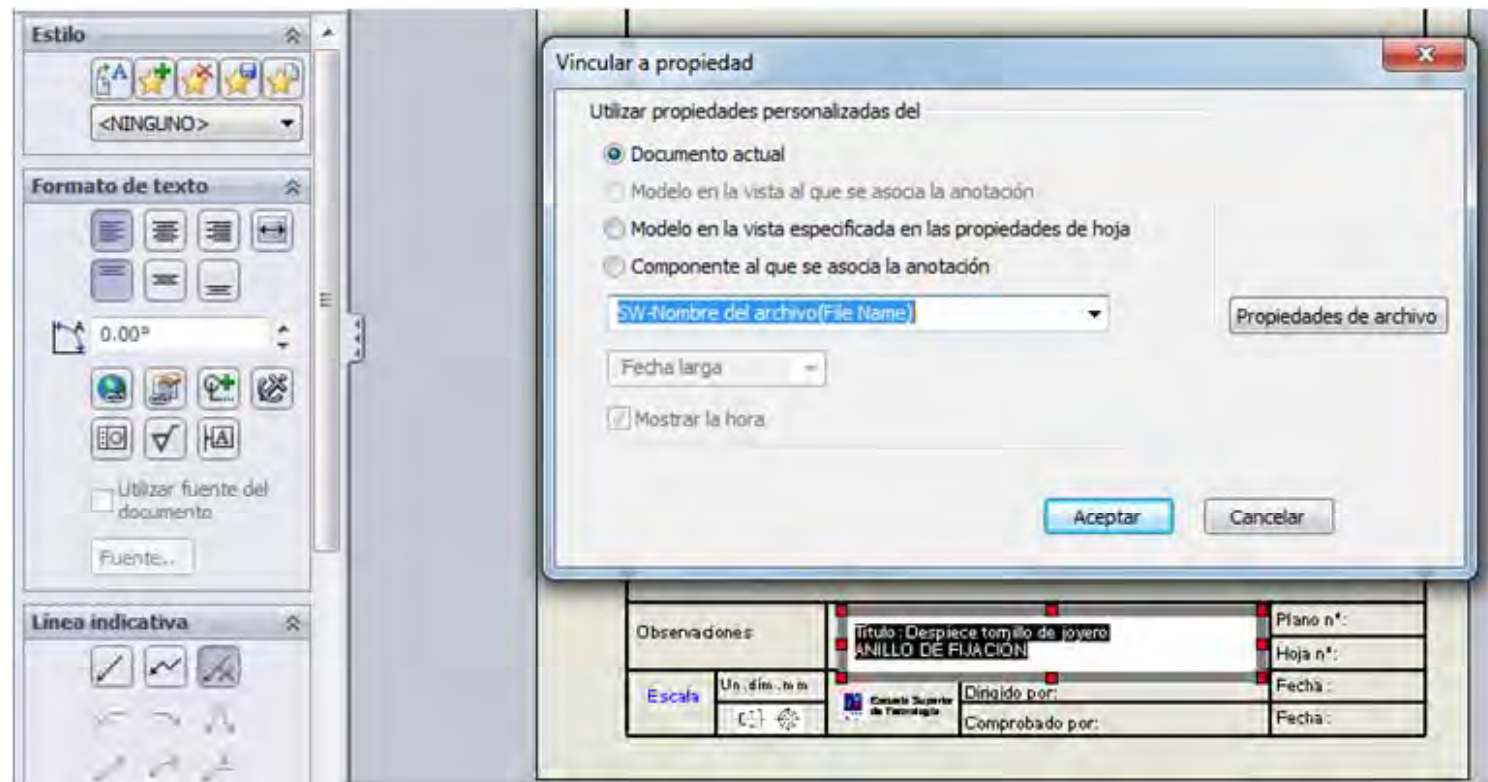 Estilo
<NINGUNO>
Formato de texto
0.00°
Utilizar fuente del
documento
Fuente...
Línea indicativa
Vincular a propiedad
Utilizar propiedades personalizadas del
Documento actual
Modelo en la vista al que se asocia la anotación
Modelo en la vista especificada en las propiedades de hoja
Componente al que se asocia la anotación
SW-Nombre del archivo(File Name)
Propiedades de archivo
Fecha larga
Mostrar la hora
Aceptar
Cancelar
Observaciones
Título: Despiece tornillo de joyero
ANILLO DE FIJACIÓN
Plano n°:
Hoja n°:
Escala
Un.dim.mm
Escuela Superior
de Tecnología
Dirigido por:
Comprobado por:
Fecha:
Fecha: